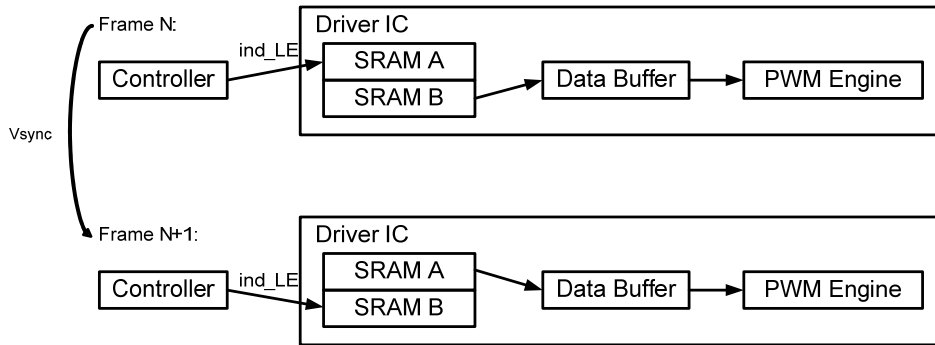 Frame N:
Driver IC
ind_LE
SRAM A
Controller
SRAM B
Data Buffer
PWM Engine
Vsync
Frame N+1:
Driver IC
ind_LE
SRAM A
Controller
SRAM B
Data Buffer
PWM Engine